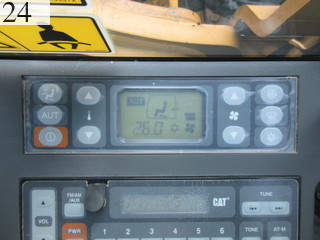 24
AUT
26.0
AUT
FM/AM
/AUX
CAT
TUNE
VOL
PWR
1 2 3 4 5 6
TONE
AT-M